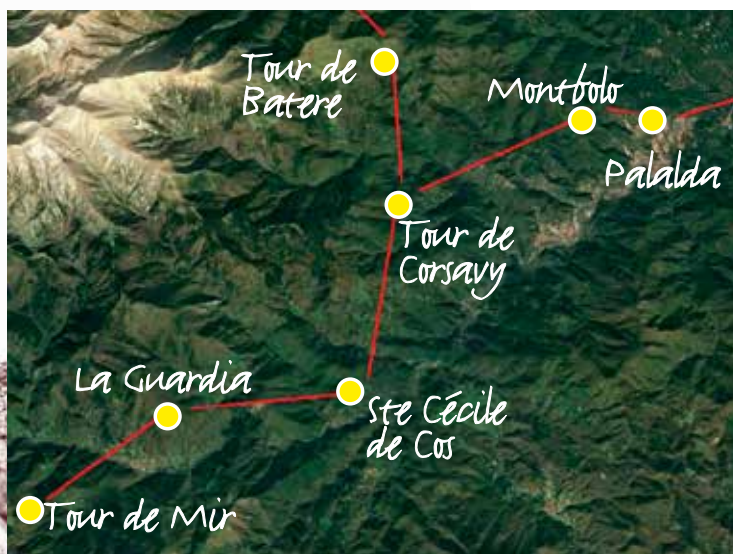 Tour de
Batere
Montbolo
Palalda
Tour de
Corsavy
La Guardia
Ste Cécile
de Cos
Tour de Mir